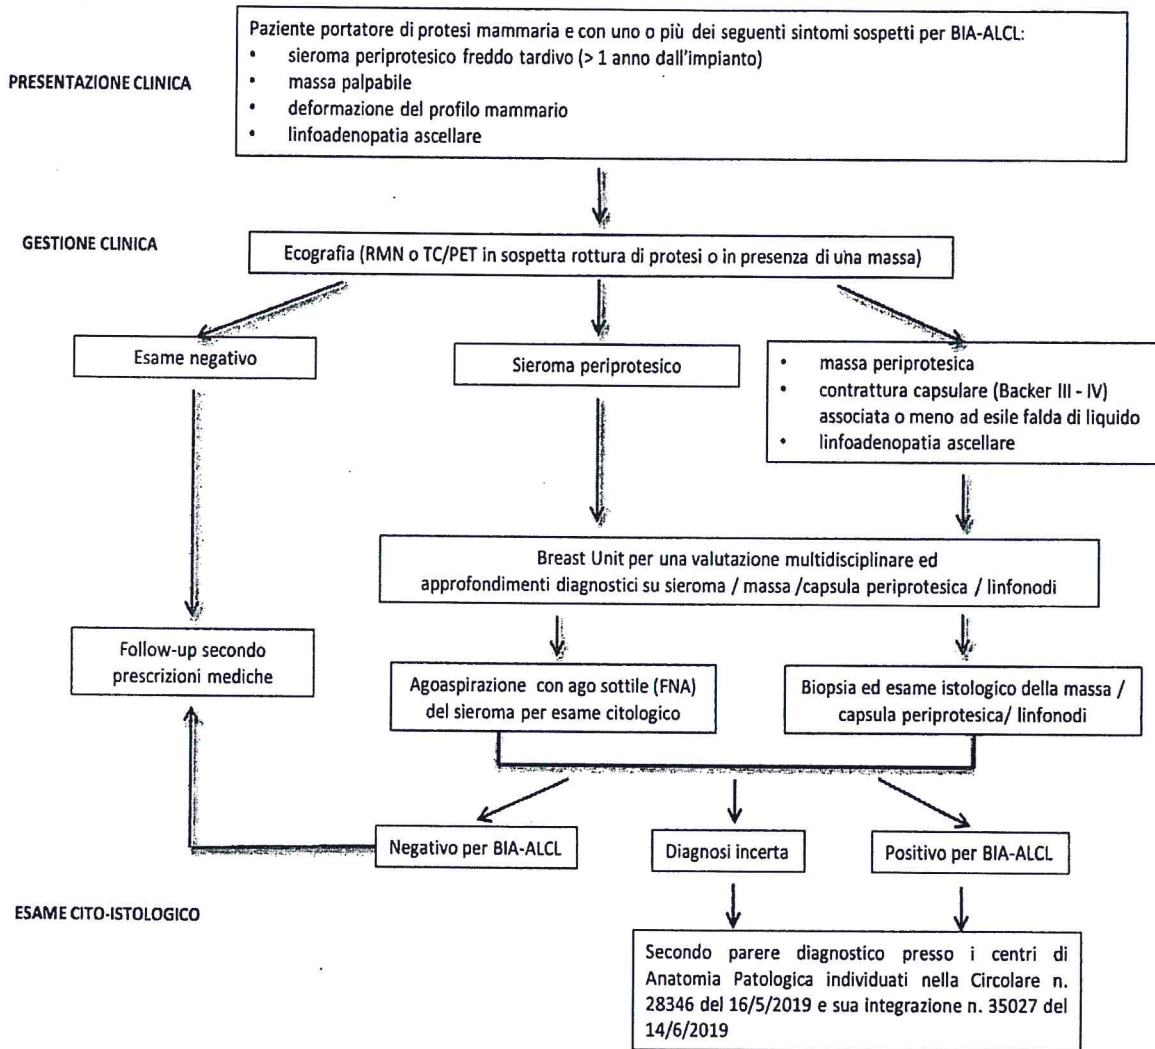 Paziente portatore di protesi mammaria e con uno o più dei seguenti sintomi sospetti per BIA-ALCL:
• sieroma periprotesico freddo tardivo (> 1 anno dall'impianto)
PRESENTAZIONE CLINICA
• massa palpabile
• deformazione del profilo mammario
• linfoadenopatia ascellare
GESTIONE CLINICA
Ecografia (RMN o TC/PET in sospetta rottura di protesi o in presenza di una massa)
Esame negativo
Sieroma periprotesico
• massa periprotesica
• contrattura capsulare (Backer III - IV)
associata o meno ad esile falda di liquido
• linfoadenopatia ascellare
Breast Unit per una valutazione multidisciplinare ed
approfondimenti diagnostici su sieroma / massa /capsula periprotesica / linfonodi
Follow-up secondo
prescrizioni mediche
Agoaspirazione con ago sottile (FNA)
del sieroma per esame citologico
Biopsia ed esame istologico della massa /
capsula periprotesica/ linfonodi
Negativo per BIA-ALCL
Diagnosi incerta
Positivo per BIA-ALCL
ESAME CITO-ISTOLOGICO
Secondo parere diagnostico presso i centri di
Anatomia Patologica individuati nella Circolare n.
28346 del 16/5/2019 e sua integrazione n. 35027 del
14/6/2019